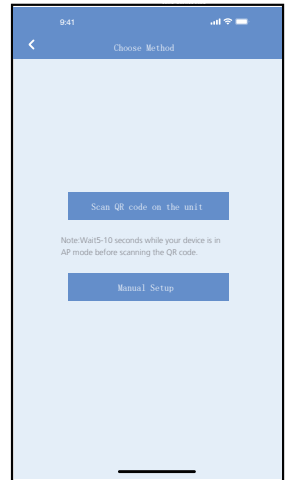 9:41
Choose Method
Scan QR code on the unit
Note:Wait5-10 seconds while your device is in
AP mode before scanning the QR code.
Manual Setup